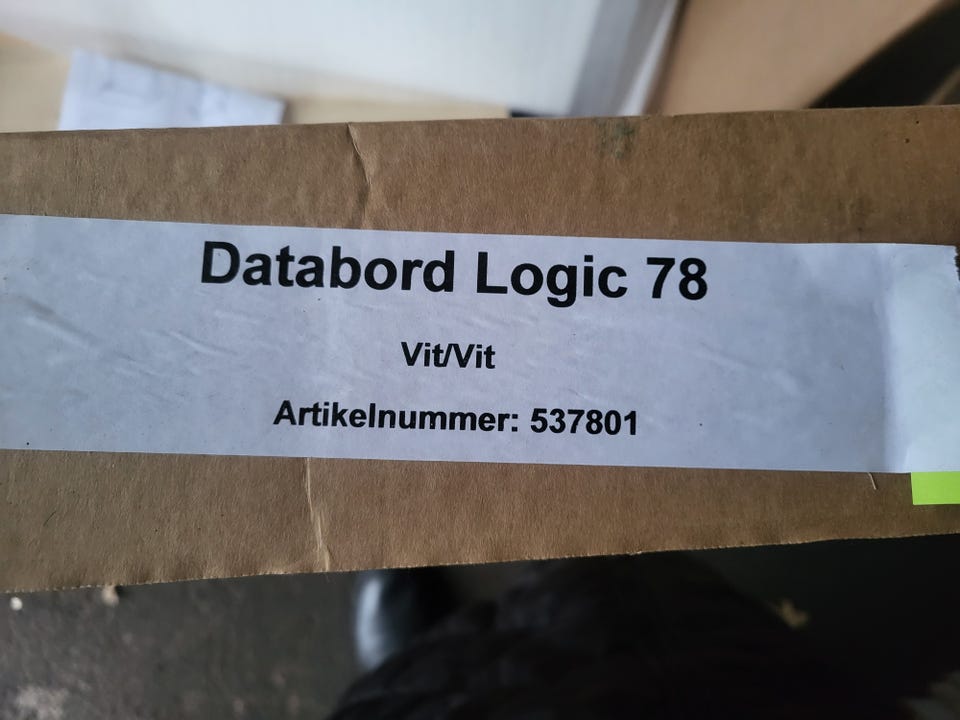 Databord Logic 78
Vit/Vit
Artikelnummer: 537801